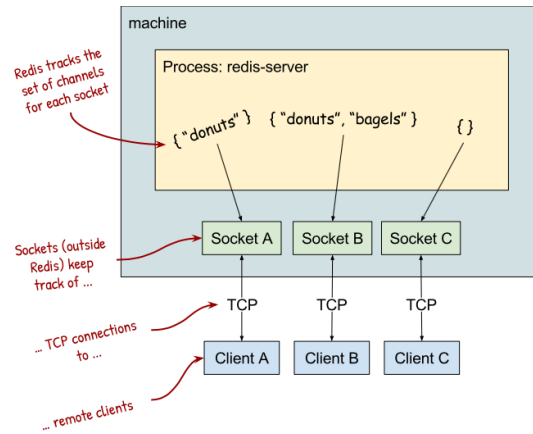 machine
Process: redis-server
Redis tracks the
set of channels
for each socket
{ “donuts” }
{ “donuts”, “bagels” }
{ }
Socket A
Socket B
Socket C
Sockets (outside
Redis) keep
track of ...
TCP
TCP
TCP
... TCP connections
to ...
Client A
Client B
Client C
... remote clients